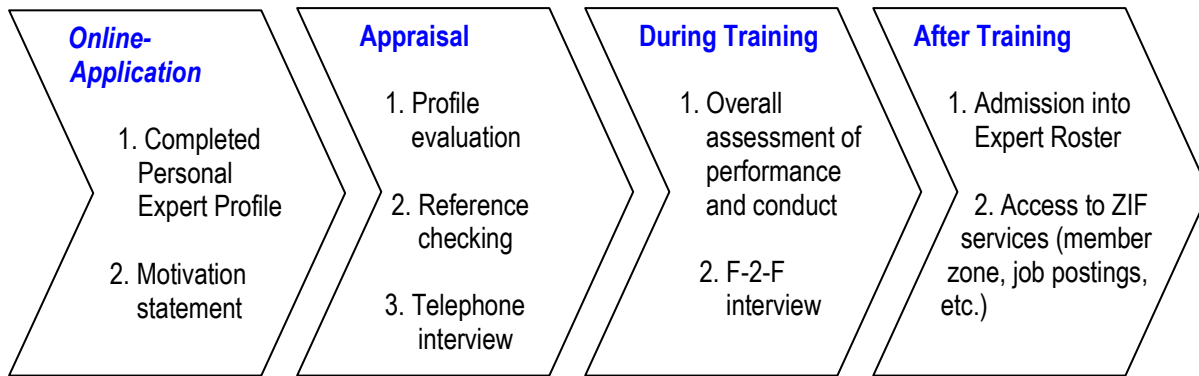 Online-
Application
1. Completed
Personal
Expert Profile
2. Motivation
statement
Appraisal
1. Profile
evaluation
2. Reference
checking
3. Telephone
interview
During Training
1. Overall
assessment of
performance
and conduct
2. F-2-F
interview
After Training
1. Admission into
Expert Roster
2. Access to ZIF
services (member
zone, job postings,
etc.)